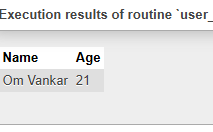 Execution results of routine `user_
Name Age
Om Vankar 21